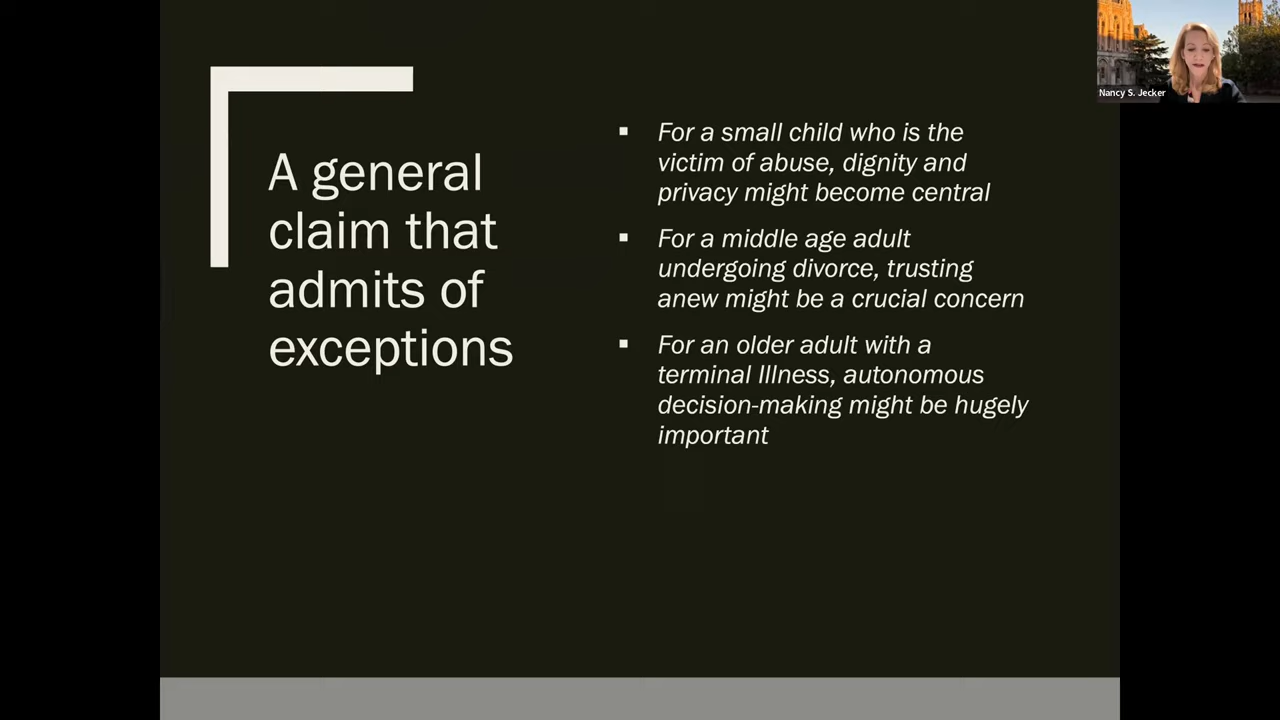 A general
claim that
admits of
exceptions
▪ For a small child who is the
victim of abuse, dignity and
privacy might become central
▪ For a middle age adult
undergoing divorce, trusting
anew might be a crucial concern
▪ For an older adult with a
terminal Illness, autonomous
decision-making might be hugely
important
Nancy S. Jecker